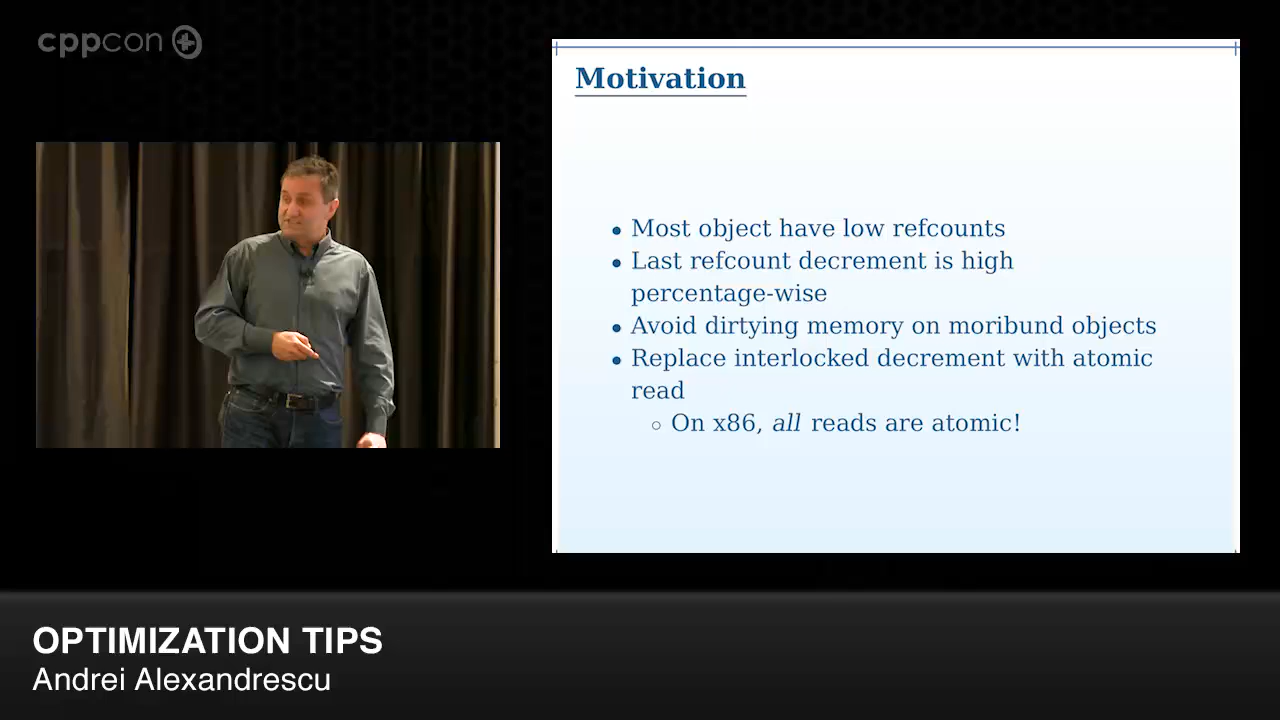 cppcon
Motivation
• Most object have low refcounts
• Last refcount decrement is high
percentage-wise
• Avoid dirtying memory on moribund objects
• Replace interlocked decrement with atomic
read
○ On x86, all reads are atomic!
OPTIMIZATION TIPS
Andrei Alexandrescu